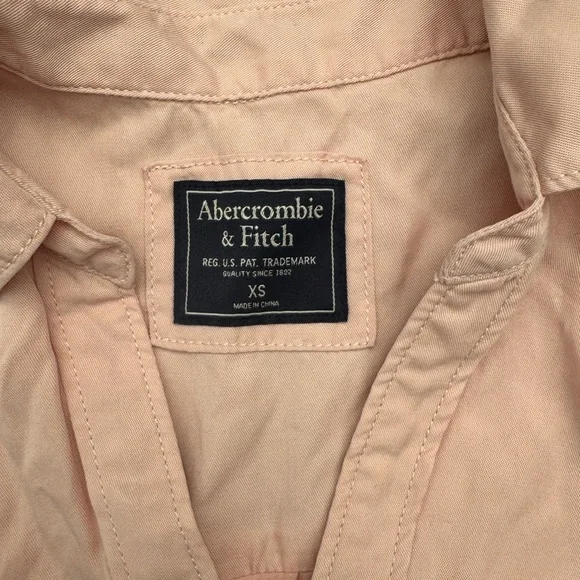 Abercrombie
& Fitch
REG. U.S. PAT. TRADEMARK
QUALITY SINCE 1892
XS
MADE IN CHINA